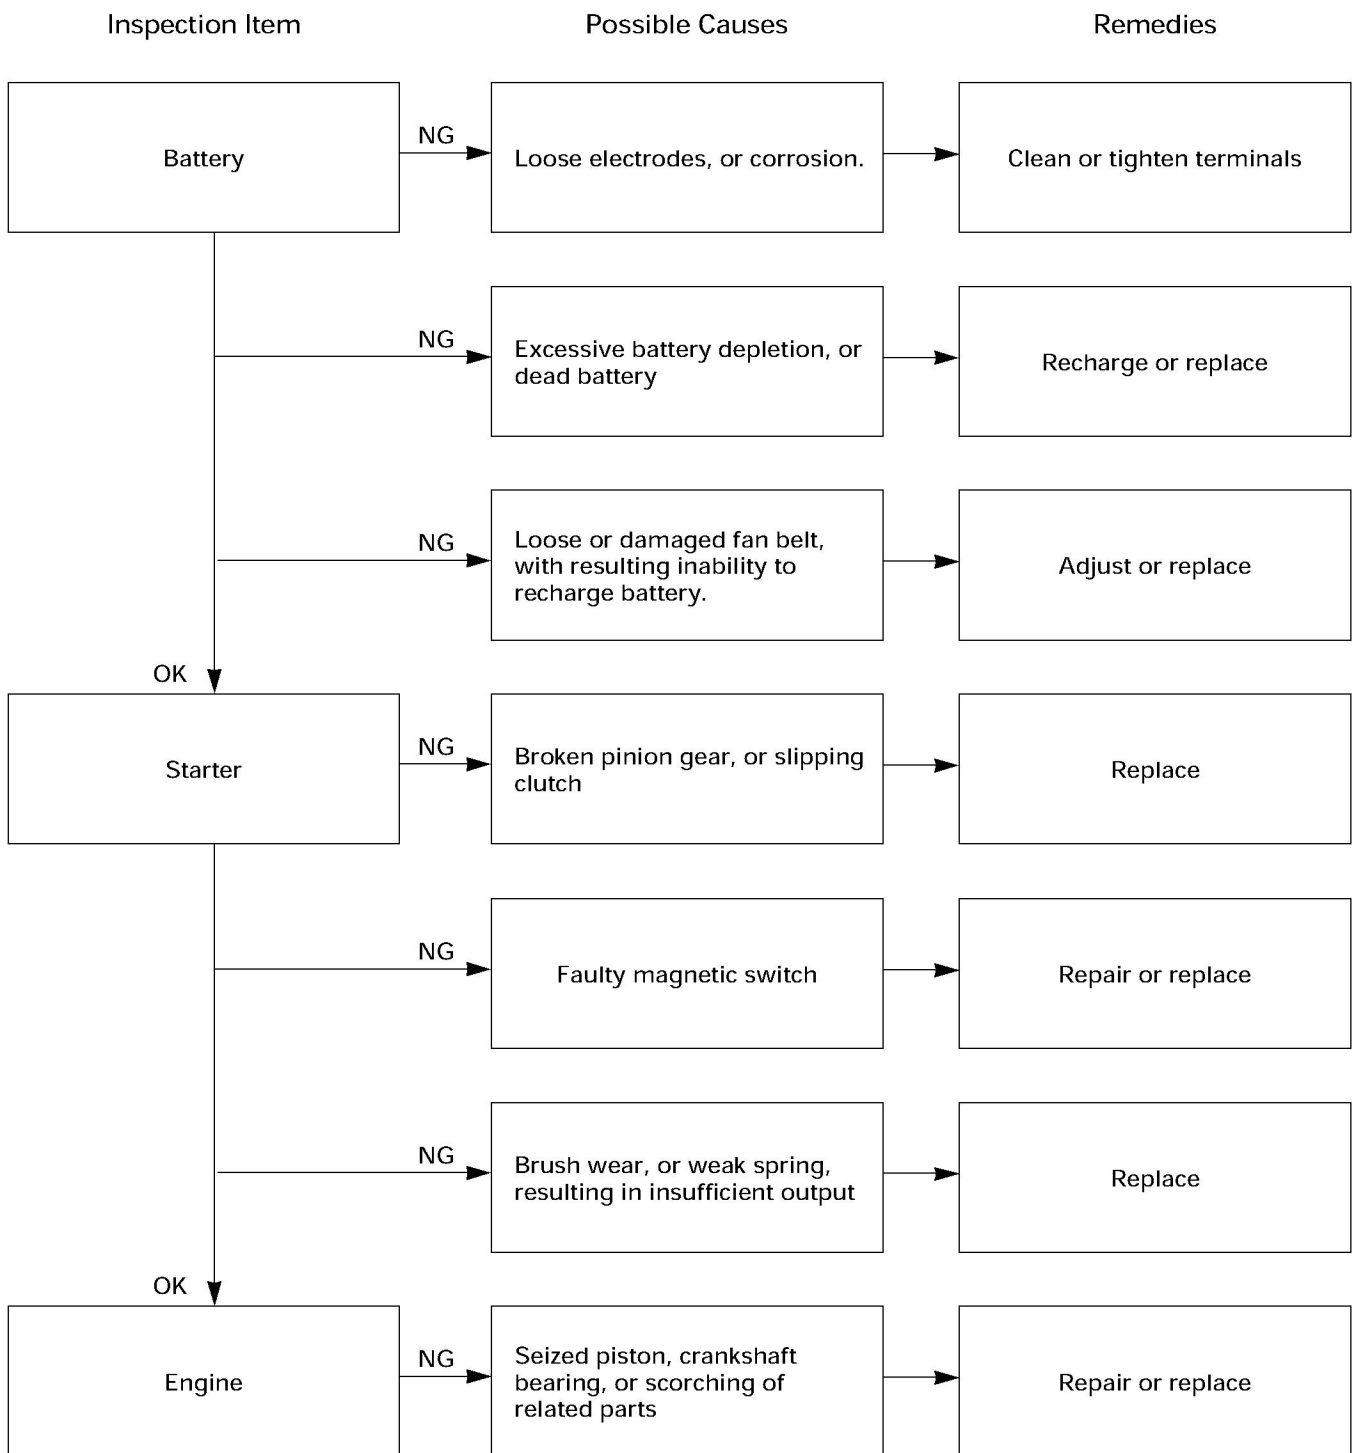 Inspection Item
Possible Causes
Remedies
Battery
NG
Loose electrodes, or corrosion.
Clean or tighten terminals
NG
Excessive battery depletion, or
dead battery
Recharge or replace
NG
Loose or damaged fan belt,
with resulting inability to
recharge battery.
Adjust or replace
OK
Starter
NG
Broken pinion gear, or slipping
clutch
Replace
NG
Faulty magnetic switch
Repair or replace
NG
Brush wear, or weak spring,
resulting in insufficient output
Replace
OK
Engine
NG
Seized piston, crankshaft
bearing, or scorching of
related parts
Repair or replace